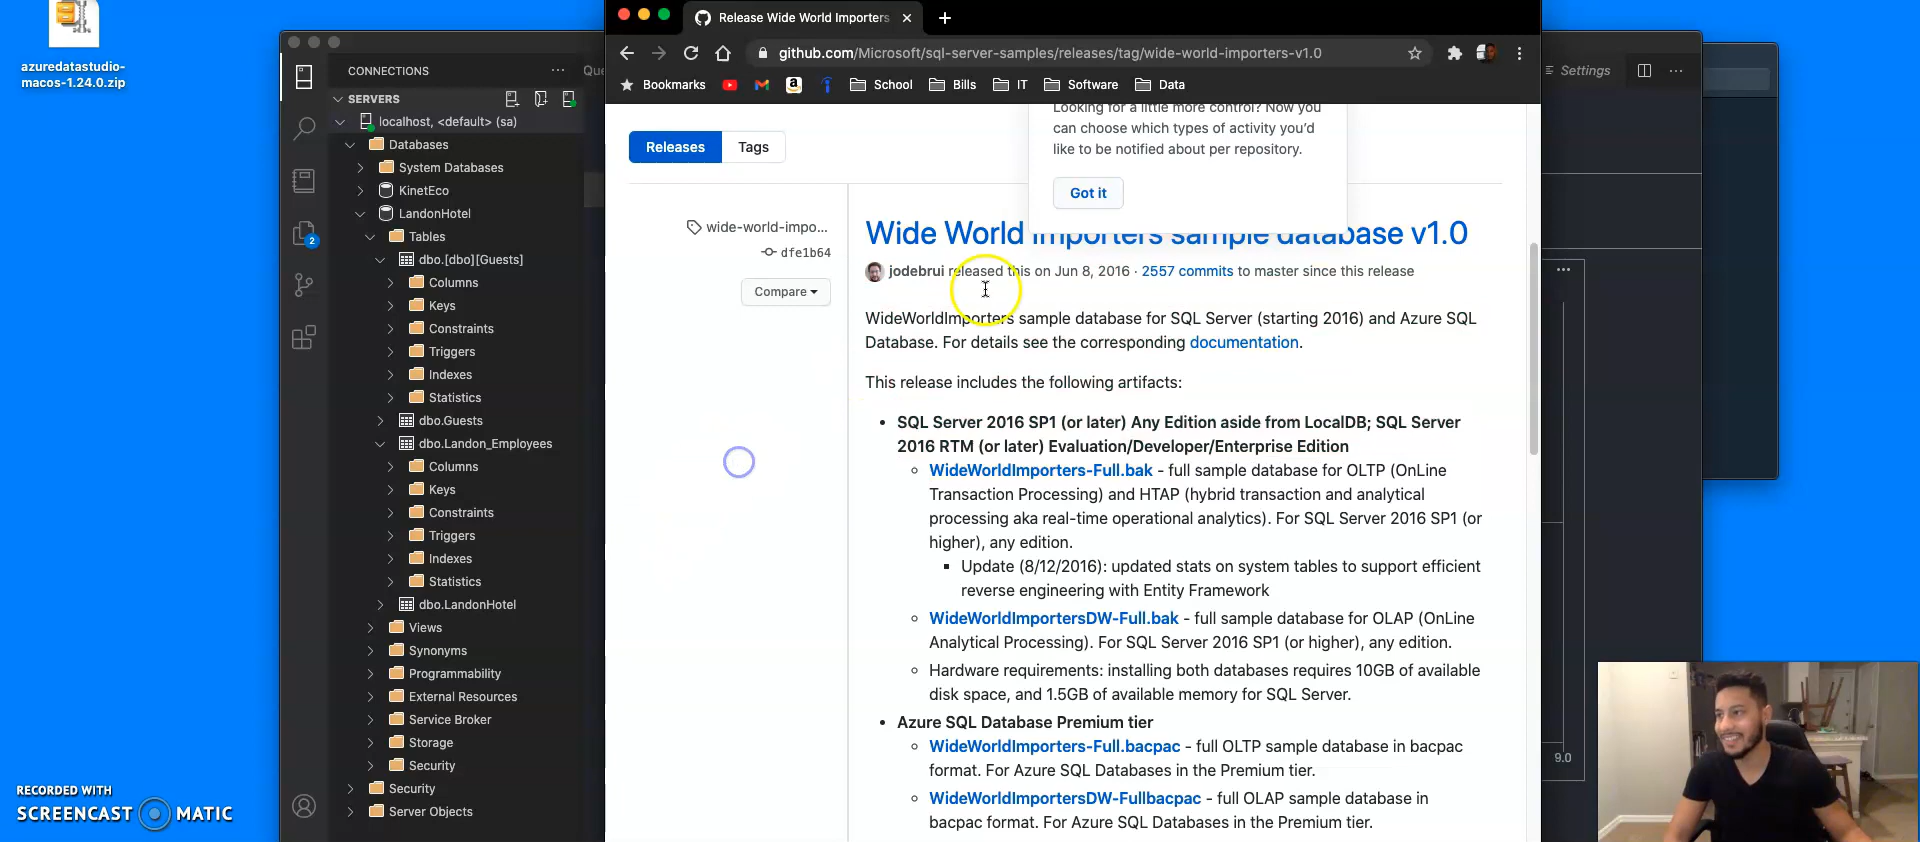 azuredatastudio-
macos-1.24.0.zip
CONNECTIONS
Que
SERVERS
localhost, <default> (sa)
Databases
System Databases
KinetEco
LandonHotel
Tables
dbo.[dbo][Guests]
Columns
Keys
Constraints
Triggers
Indexes
Statistics
dbo.Guests
dbo.Landon_Employees
Columns
Keys
Constraints
Triggers
Indexes
Statistics
dbo.LandonHotel
Views
Synonyms
Programmability
External Resources
Service Broker
Storage
Security
Security
Server Objects
2
RECORDED WITH
SCREENCAST MATIC
Release Wide World Importers
github.com/Microsoft/sql-server-samples/releases/tag/wide-world-importers-v1.0
Bookmarks School Bills IT Software Data
Looking for a little more control? Now you
can choose which types of activity you'd
like to be notified about per repository.
Got it
Releases Tags
wide-world-impo...
dfe1b64
Compare
Wide World Importers sample database v1.0
jodebrui released this on Jun 8, 2016 · 2557 commits to master since this release
WideWorldImporters sample database for SQL Server (starting 2016) and Azure SQL
Database. For details see the corresponding documentation.
This release includes the following artifacts:
SQL Server 2016 SP1 (or later) Any Edition aside from LocalDB; SQL Server
2016 RTM (or later) Evaluation/Developer/Enterprise Edition
WideWorldImporters-Full.bak - full sample database for OLTP (OnLine
Transaction Processing) and HTAP (hybrid transaction and analytical
processing aka real-time operational analytics). For SQL Server 2016 SP1 (or
higher), any edition.
Update (8/12/2016): updated stats on system tables to support efficient
reverse engineering with Entity Framework
WideWorldImportersDW-Full.bak - full sample database for OLAP (OnLine
Analytical Processing). For SQL Server 2016 SP1 (or higher), any edition.
Hardware requirements: installing both databases requires 10GB of available
disk space, and 1.5GB of available memory for SQL Server.
Azure SQL Database Premium tier
WideWorldImporters-Full.bacpac - full OLTP sample database in bacpac
format. For Azure SQL Databases in the Premium tier.
WideWorldImportersDW-Fullbacpac - full OLAP sample database in
bacpac format. For Azure SQL Databases in the Premium tier.
Settings
9.0